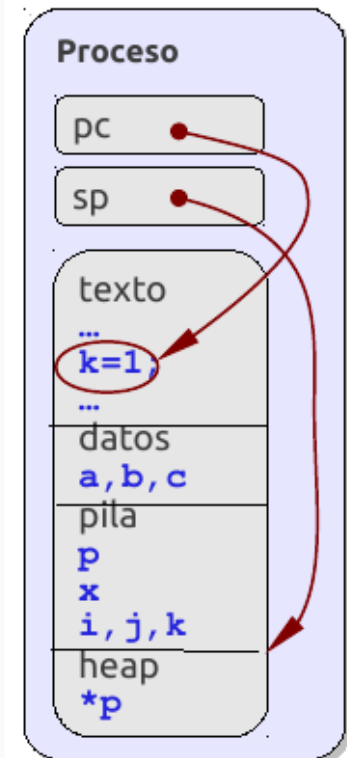 Proceso
pc
sp
texto
…
k=1;
…
datos
a,b,c
pila
p
x
i,j,k
heap
*p